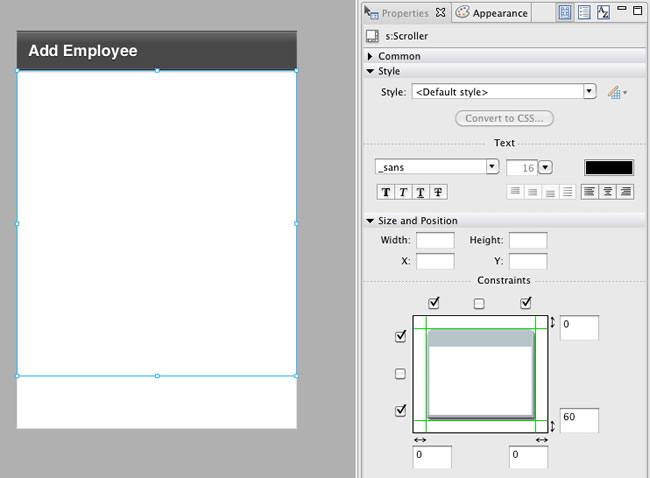 Properties Appearance
Add Employee
s:Scroller
Common
Style
Style: <Default style>
Convert to CSS...
Text
_sans 16
T T T T
Size and Position
Width: Height:
X: Y:
Constraints
0
60
0 0